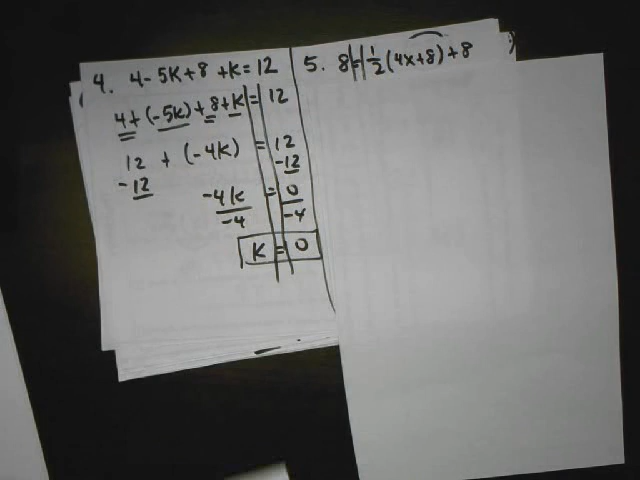 4. 4-5K+8+K=12
4+(-5K)+8+K=12
12 + (-4K) = 12
-12 -12
-4K = 0
-4 -4
K = 0
5. 8=1/2(4x+8)+8